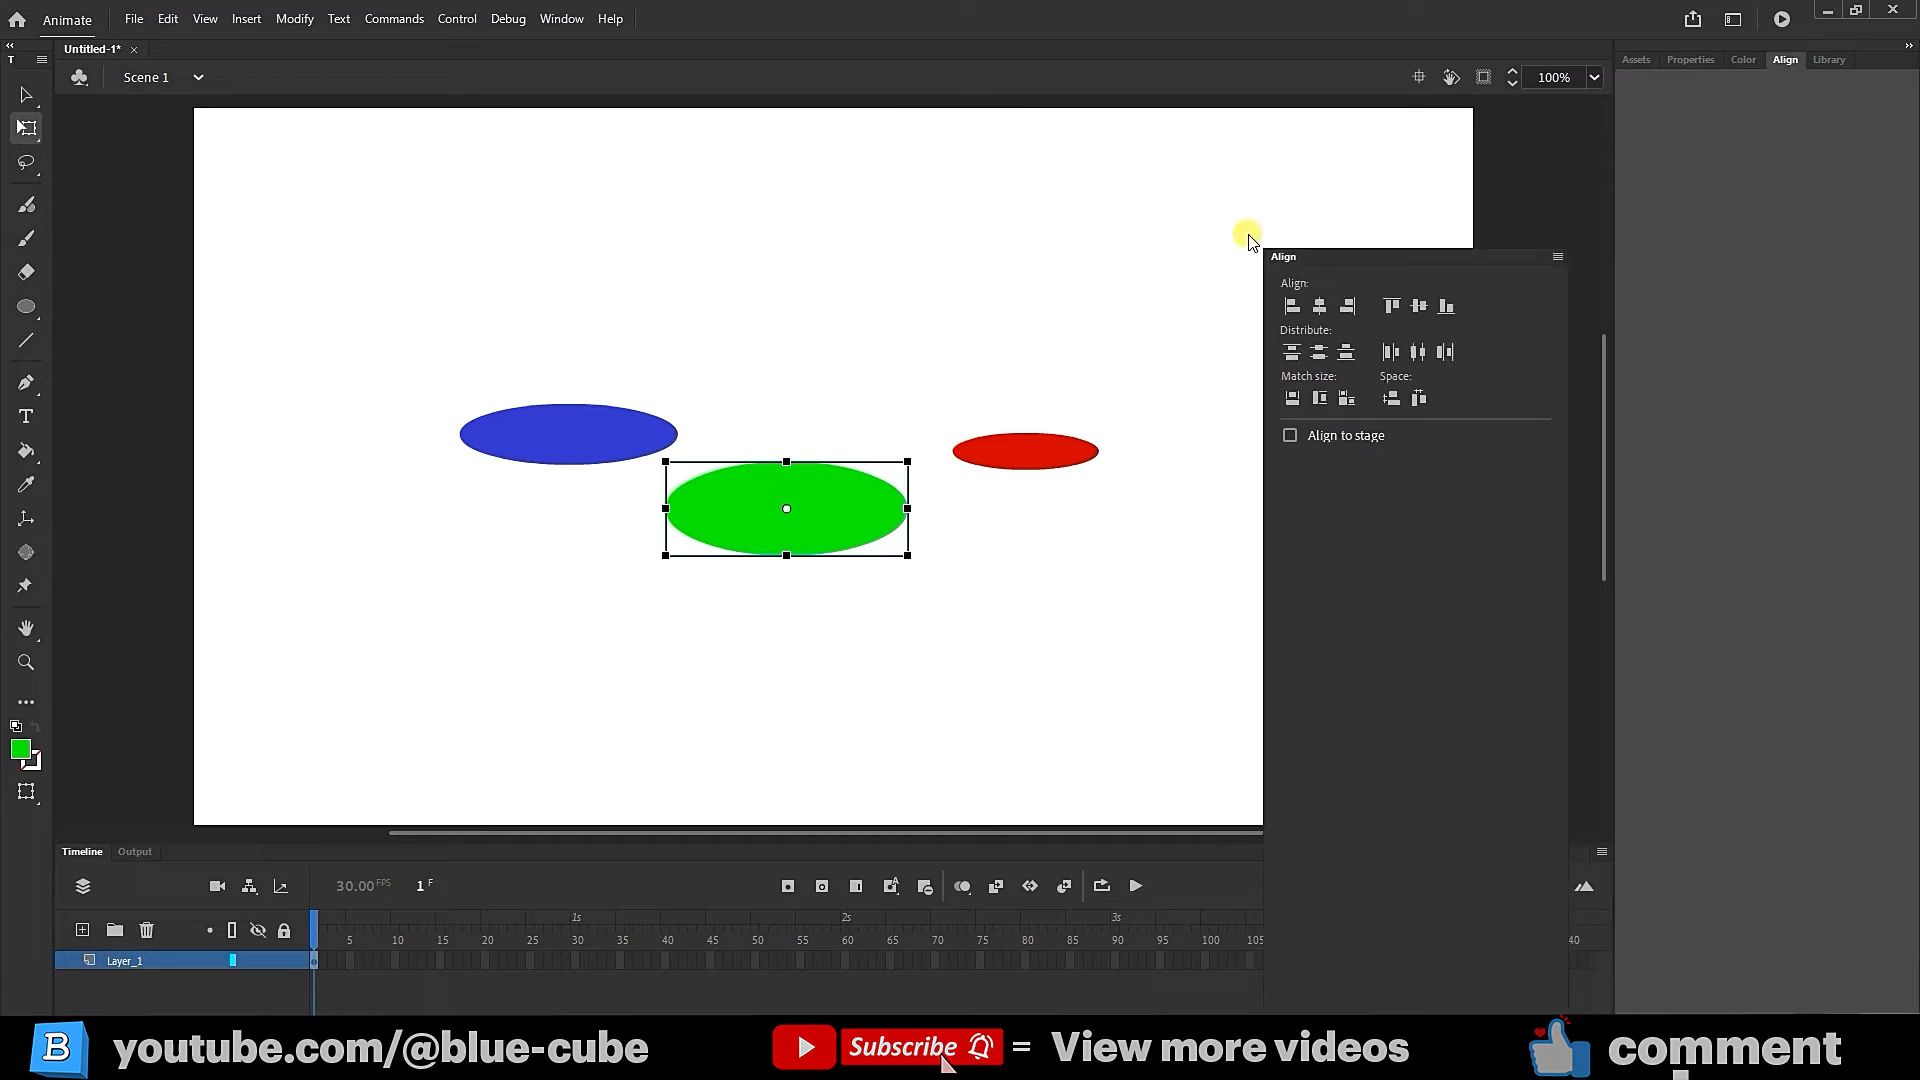 Animate File Edit View Insert Modify Text Commands Control Debug Window Help
Untitled-1*
T
Assets Properties Color Align Library
Scene 1
100%
Align
Align:
Distribute:
Match size: Space:
Align to stage
T
Timeline Output
30.00 FPS 1 F
1s 2s 3s
5 10 15 20 25 30 35 40 45 50 55 60 65 70 75 80 85 90 95 100 105 40
Layer_1
B youtube.com/@blue-cube Subscribe = View more videos comment